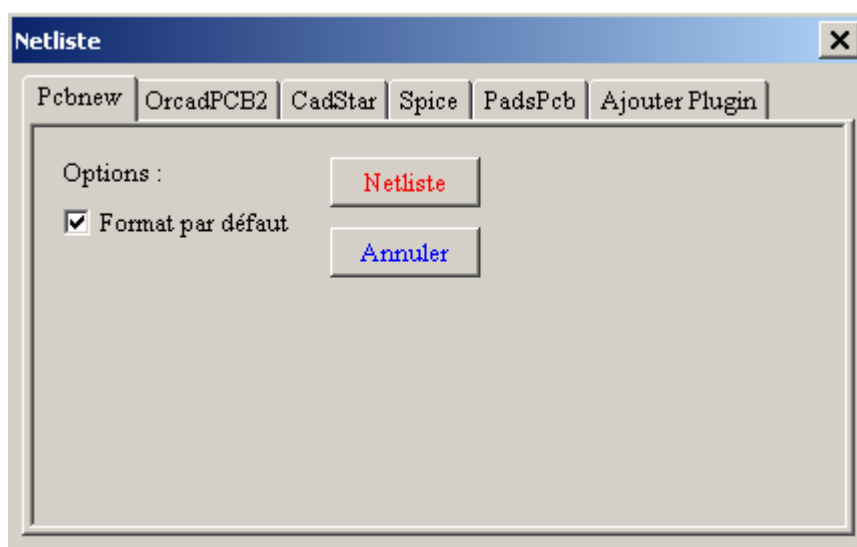 Netliste
Pcbnew OrcadPCB2 CadStar Spice PadsPcb Ajouter Plugin
Options : Netliste
Format par défaut
Annuler